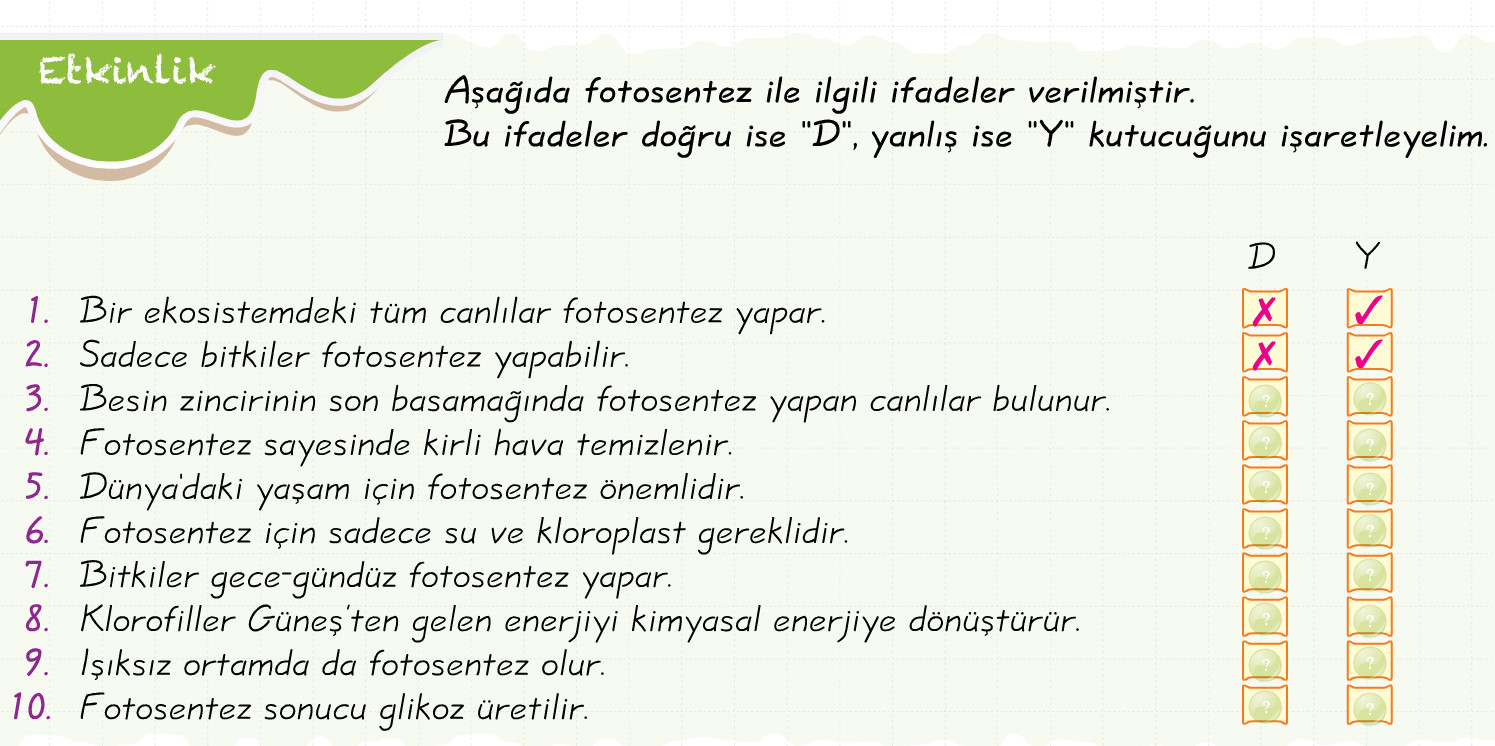 Etkinlik
Aşağıda fotosentez ile ilgili ifadeler verilmiştir.
Bu ifadeler doğru ise "D", yanlış ise "Y" kutucuğunu işaretleyelim.
D Y
1. Bir ekosistemdeki tüm canlılar fotosentez yapar. ✗ ✓
2. Sadece bitkiler fotosentez yapabilir. ✗ ✓
3. Besin zincirinin son basamağında fotosentez yapan canlılar bulunur. ? ?
4. Fotosentez sayesinde kirli hava temizlenir. ? ?
5. Dünya'daki yaşam için fotosentez önemlidir. ? ?
6. Fotosentez için sadece su ve kloroplast gereklidir. ? ?
7. Bitkiler gece-gündüz fotosentez yapar. ? ?
8. Klorofiller Güneş'ten gelen enerjiyi kimyasal enerjiye dönüştürür. ? ?
9. Işıksız ortamda da fotosentez olur. ? ?
10. Fotosentez sonucu glikoz üretilir. ? ?